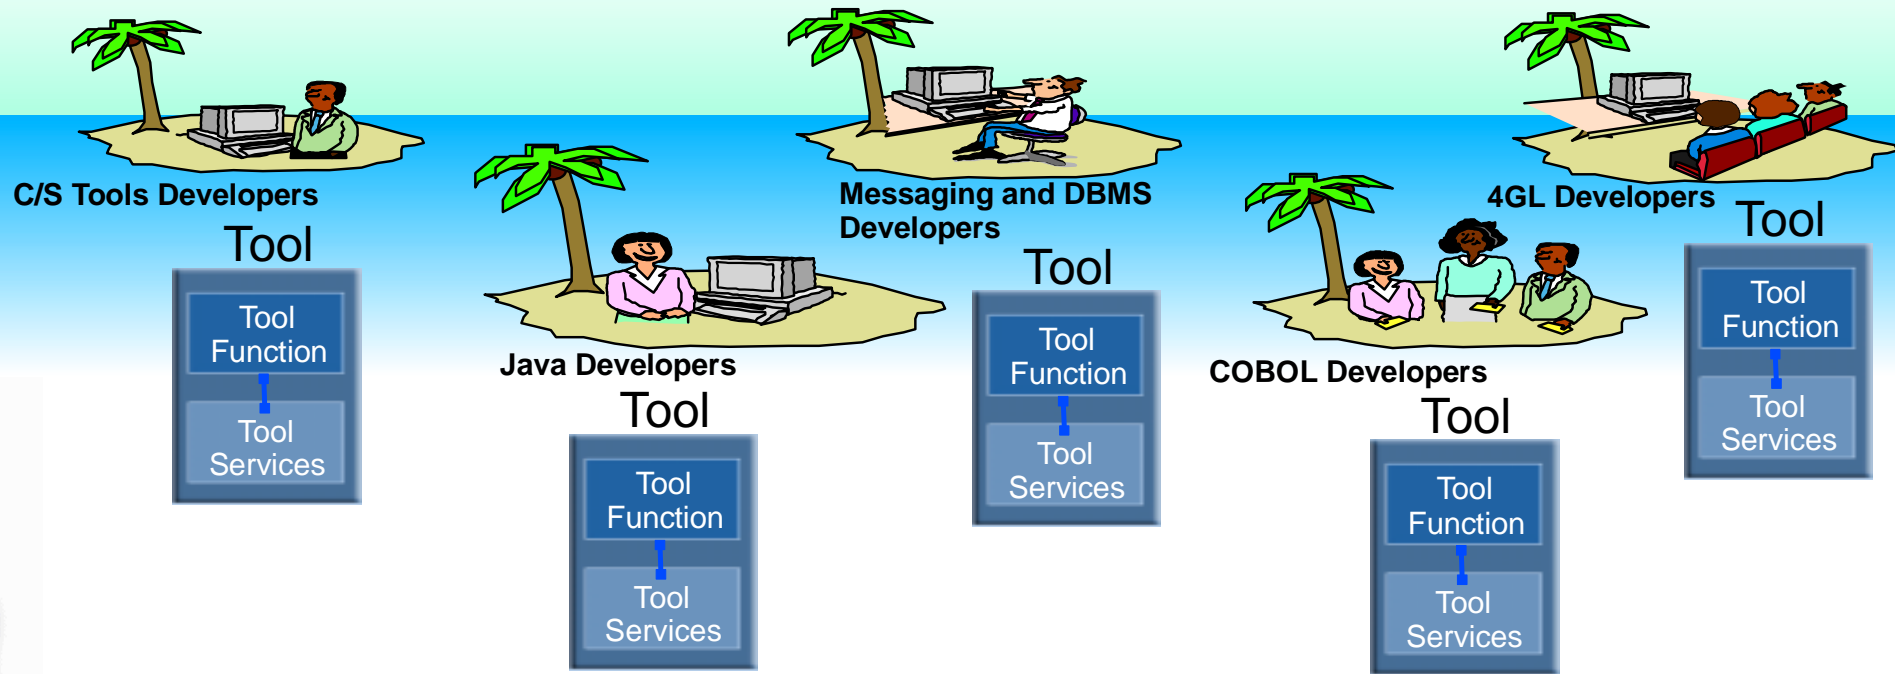 C/S Tools Developers
Tool
Tool
Function
Tool
Services
Java Developers
Tool
Tool
Function
Tool
Services
Messaging and DBMS
Developers
Tool
Tool
Function
Tool
Services
COBOL Developers
Tool
Tool
Function
Tool
Services
4GL Developers
Tool
Tool
Function
Tool
Services